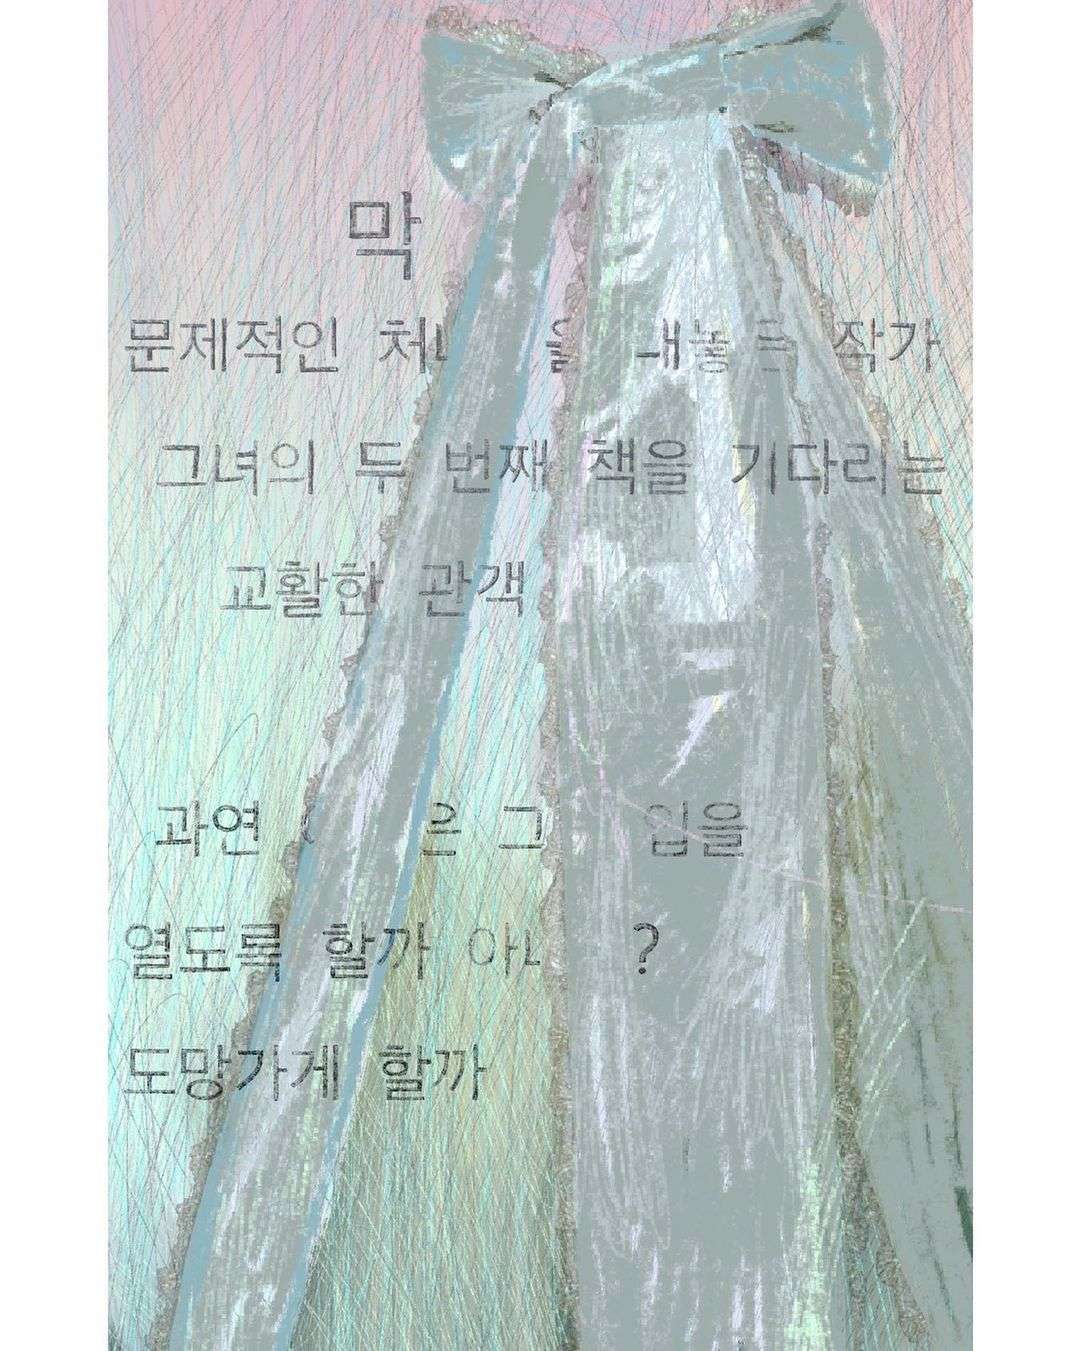 막
문제적인 내놓은 작가
그녀의 두 번째 책을 기다리는
교활한 관객
과연 입을
열도록 할까 ?
도망가게 할까